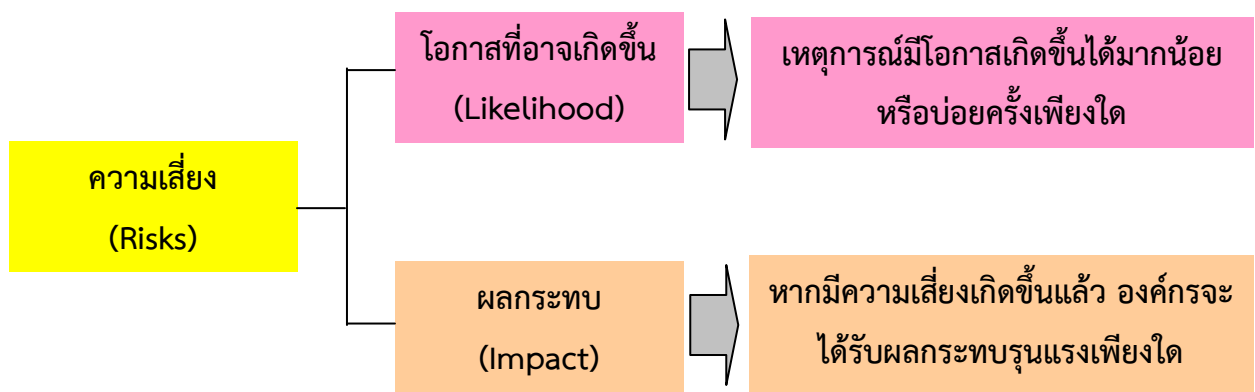 โอกาสที่อาจเกิดขึ้น
(Likelihood)
เหตุการณ์มีโอกาสเกิดขึ้นได้มากน้อย
หรือบ่อยครั้งเพียงใด
ความเสี่ยง
(Risks)
ผลกระทบ
(Impact)
หากมีความเสี่ยงเกิดขึ้นแล้ว องค์กรจะ
ได้รับผลกระทบรุนแรงเพียงใด